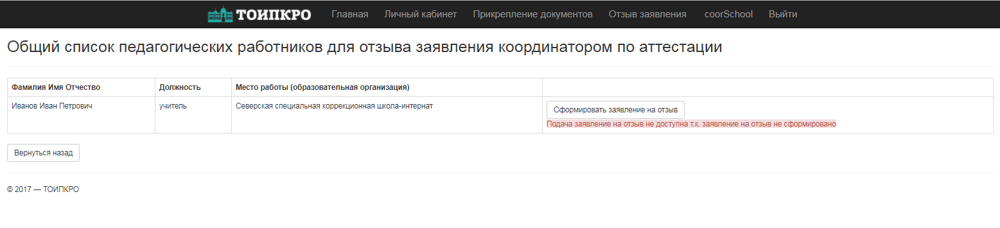 ТОИПКРО Главная Личный кабинет Прикрепление документов Отзыв заявления coorSchool Выйти
Общий список педагогических работников для отзыва заявления координатором по аттестации
Фамилия Имя Отчество Должность Место работы (образовательная организация)
Иванов Иван Петрович учитель Северская специальная коррекционная школа-интернат Сформировать заявление на отзыв
Подача заявление на отзыв не доступна т.к. заявление на отзыв не сформировано
Вернуться назад
© 2017 — ТОИПКРО